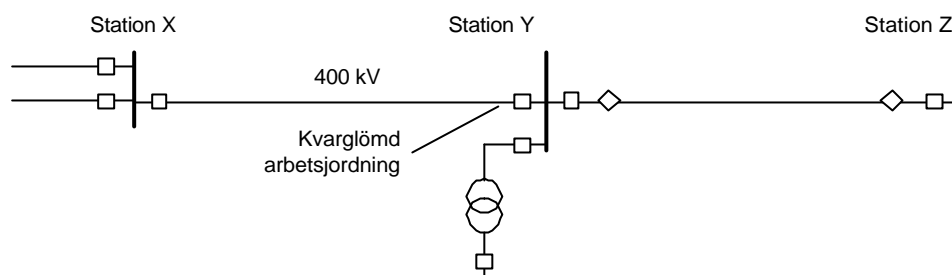 Station X
Station Y
Station Z
400 kV
Kvarglömd
arbetsjordning